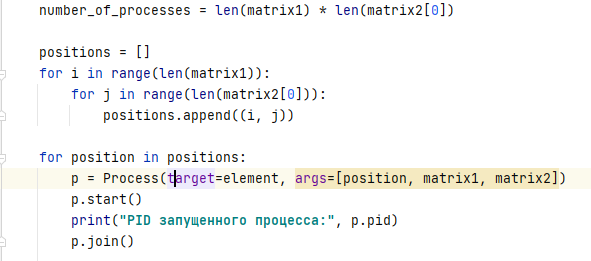 number_of_processes = len(matrix1) * len(matrix2[0])
positions = []
for i in range(len(matrix1)):
for j in range(len(matrix2[0])):
positions.append((i, j))
for position in positions:
p = Process(target=element, args=[position, matrix1, matrix2])
p.start()
print("PID запущенного процесса:", p.pid)
p.join()